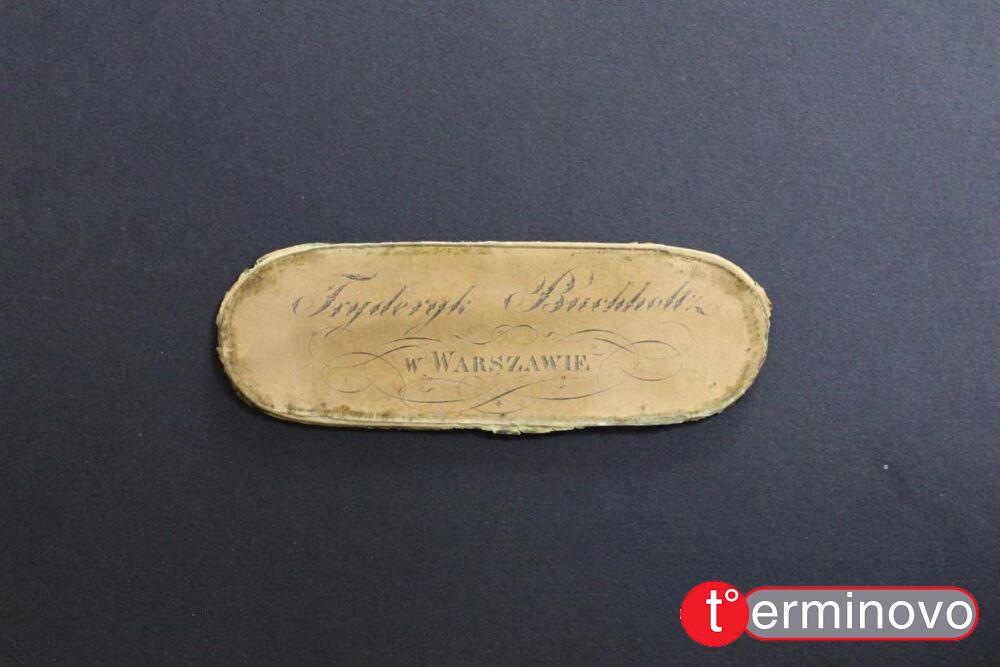 Fryderyk Buchholtz
w WARSZAWIE
t°erminovo